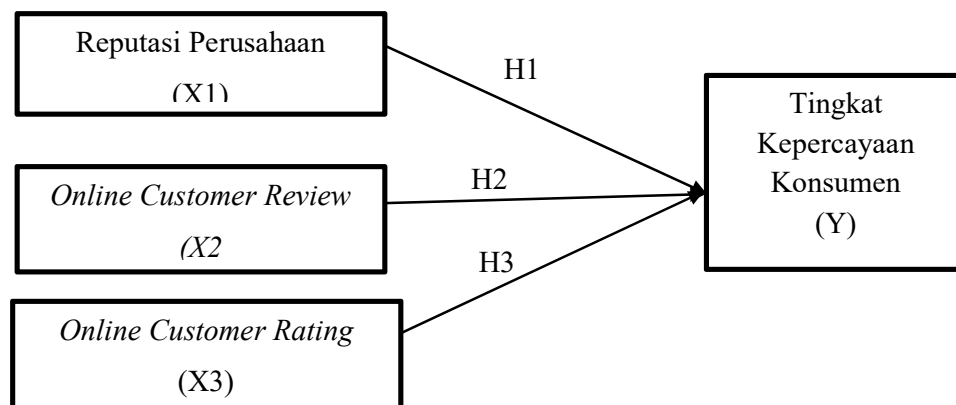 Reputasi Perusahaan
(X1)
H1
Tingkat
Kepercayaan
Konsumen
(Y)
Online Customer Review
(X2
H2
H3
Online Customer Rating
(X3)